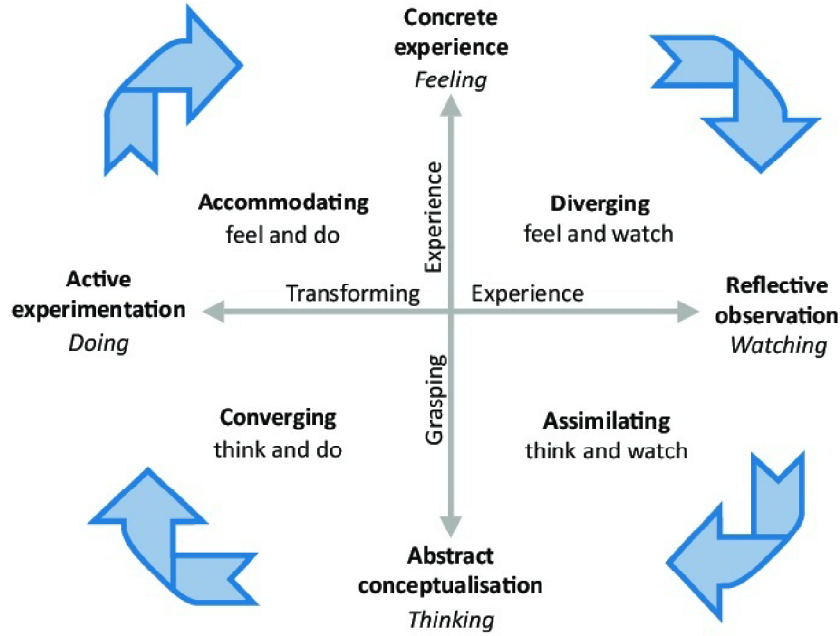 Concrete
experience
Feeling
Experience
Accommodating
feel and do
Diverging
feel and watch
Active
experimentation
Doing
Transforming
Experience
Reflective
observation
Watching
Grasping
Converging
think and do
Assimilating
think and watch
Abstract
conceptualisation
Thinking